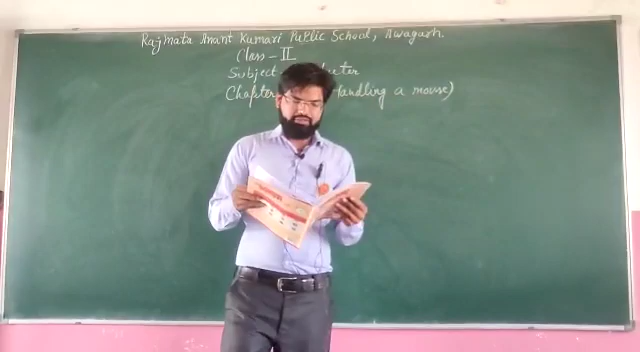 Rajmata Anant Kumari Public School, Awagarh.
Class - II
Subject
Chapter Handling a mouse)